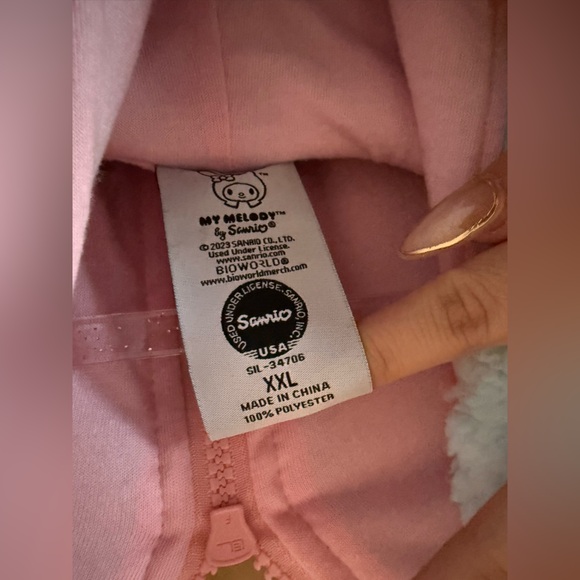 MY MELODY™
by Sanrio®
© 2023 SANRIO CO., LTD.
Used Under License.
www.sanrio.com
BIOWORLD®
www.bioworldmerch.com
USED UNDER LICENSE. SANRIO, INC.
Sanrio
USA
SIL-34706
XXL
MADE IN CHINA
100% POLYESTER